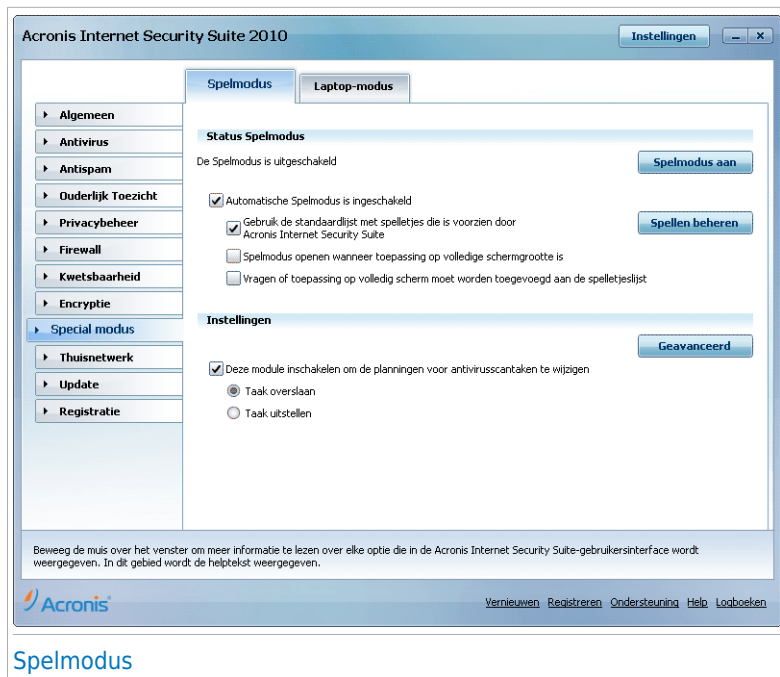 Acronis Internet Security Suite 2010
Instellingen
Spelmodus
Laptop-modus
Algemeen
Antivirus
Antispam
Ouderlijk Toezicht
Privacybeheer
Firewall
Kwetsbaarheid
Encryptie
Special modus
Thuisnetwerk
Update
Registratie
Status Spelmodus
De Spelmodus is uitgeschakeld
Spelmodus aan
Automatische Spelmodus is ingeschakeld
Gebruik de standaardlijst met spelletjes die is voorzien door
Acronis Internet Security Suite
Spellen beheren
Spelmodus openen wanneer toepassing op volledige schermgrootte is
Vragen of toepassing op volledig scherm moet worden toegevoegd aan de spelletjeslijst
Instellingen
Geavanceerd
Deze module inschakelen om de planningen voor antivirusscantaken te wijzigen
Taak overslaan
Taak uitstellen
Beweeg de muis over het venster om meer informatie te lezen over elke optie die in de Acronis Internet Security Suite-gebruikersinterface wordt
weergegeven. In dit gebied wordt de helptekst weergegeven.
Acronis
Vernieuwen Registreren Ondersteuning Help Logboeken
Spelmodus